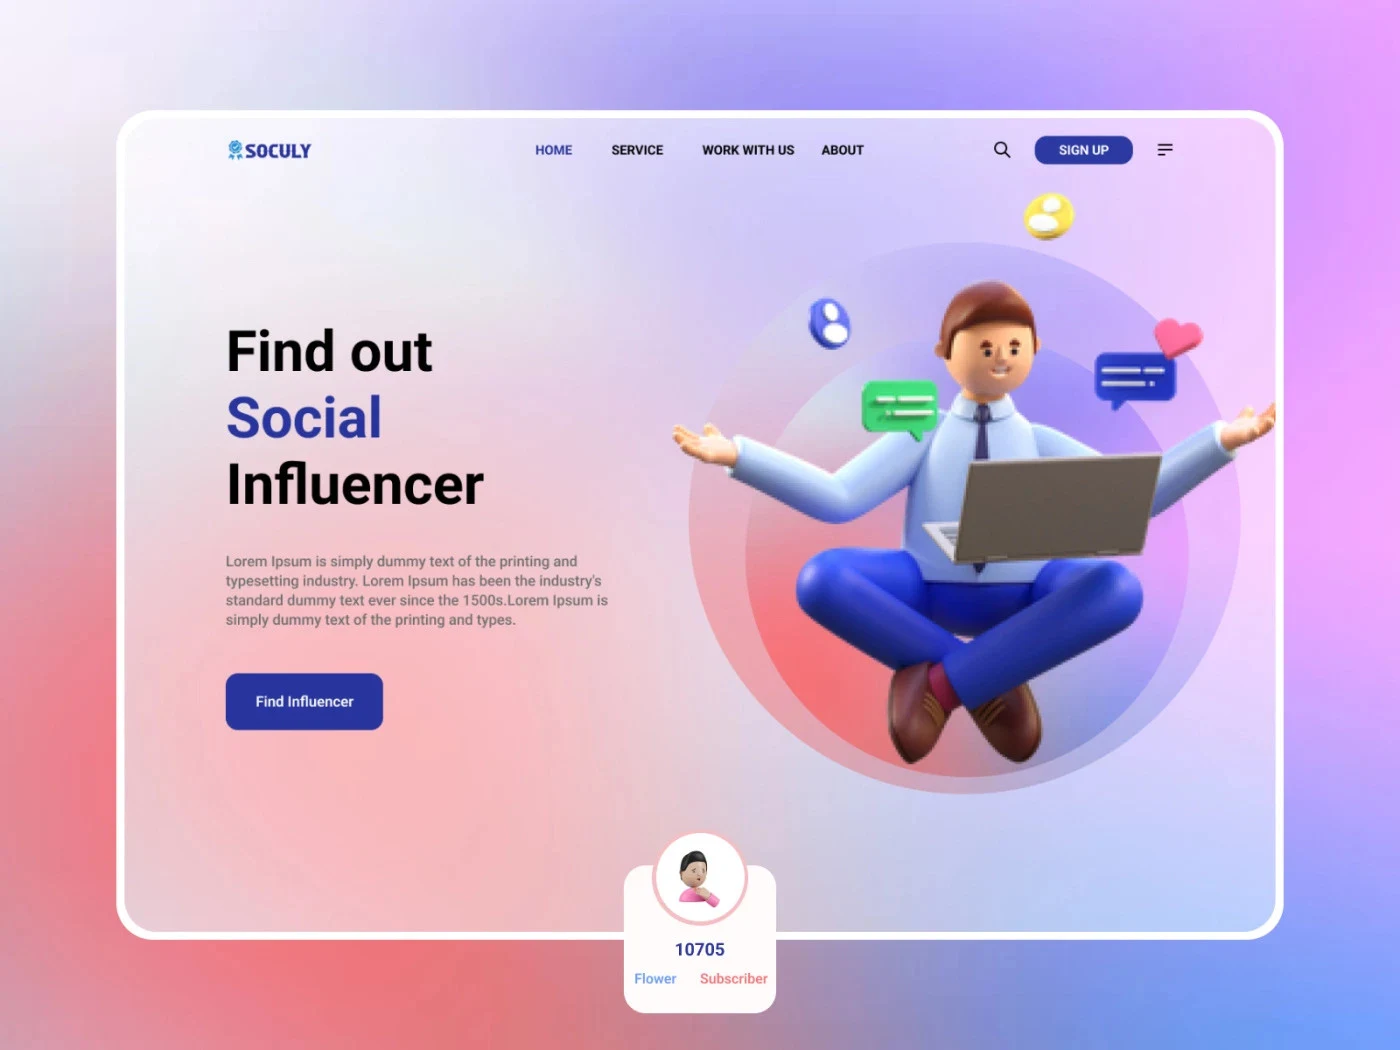 SOCULY
HOME
SERVICE
WORK WITH US
ABOUT
SIGN UP
Find out
Social
Influencer
Lorem Ipsum is simply dummy text of the printing and
typesetting industry. Lorem Ipsum has been the industry's
standard dummy text ever since the 1500s.Lorem Ipsum is
simply dummy text of the printing and types.
Find Influencer
10705
Flower
Subscriber